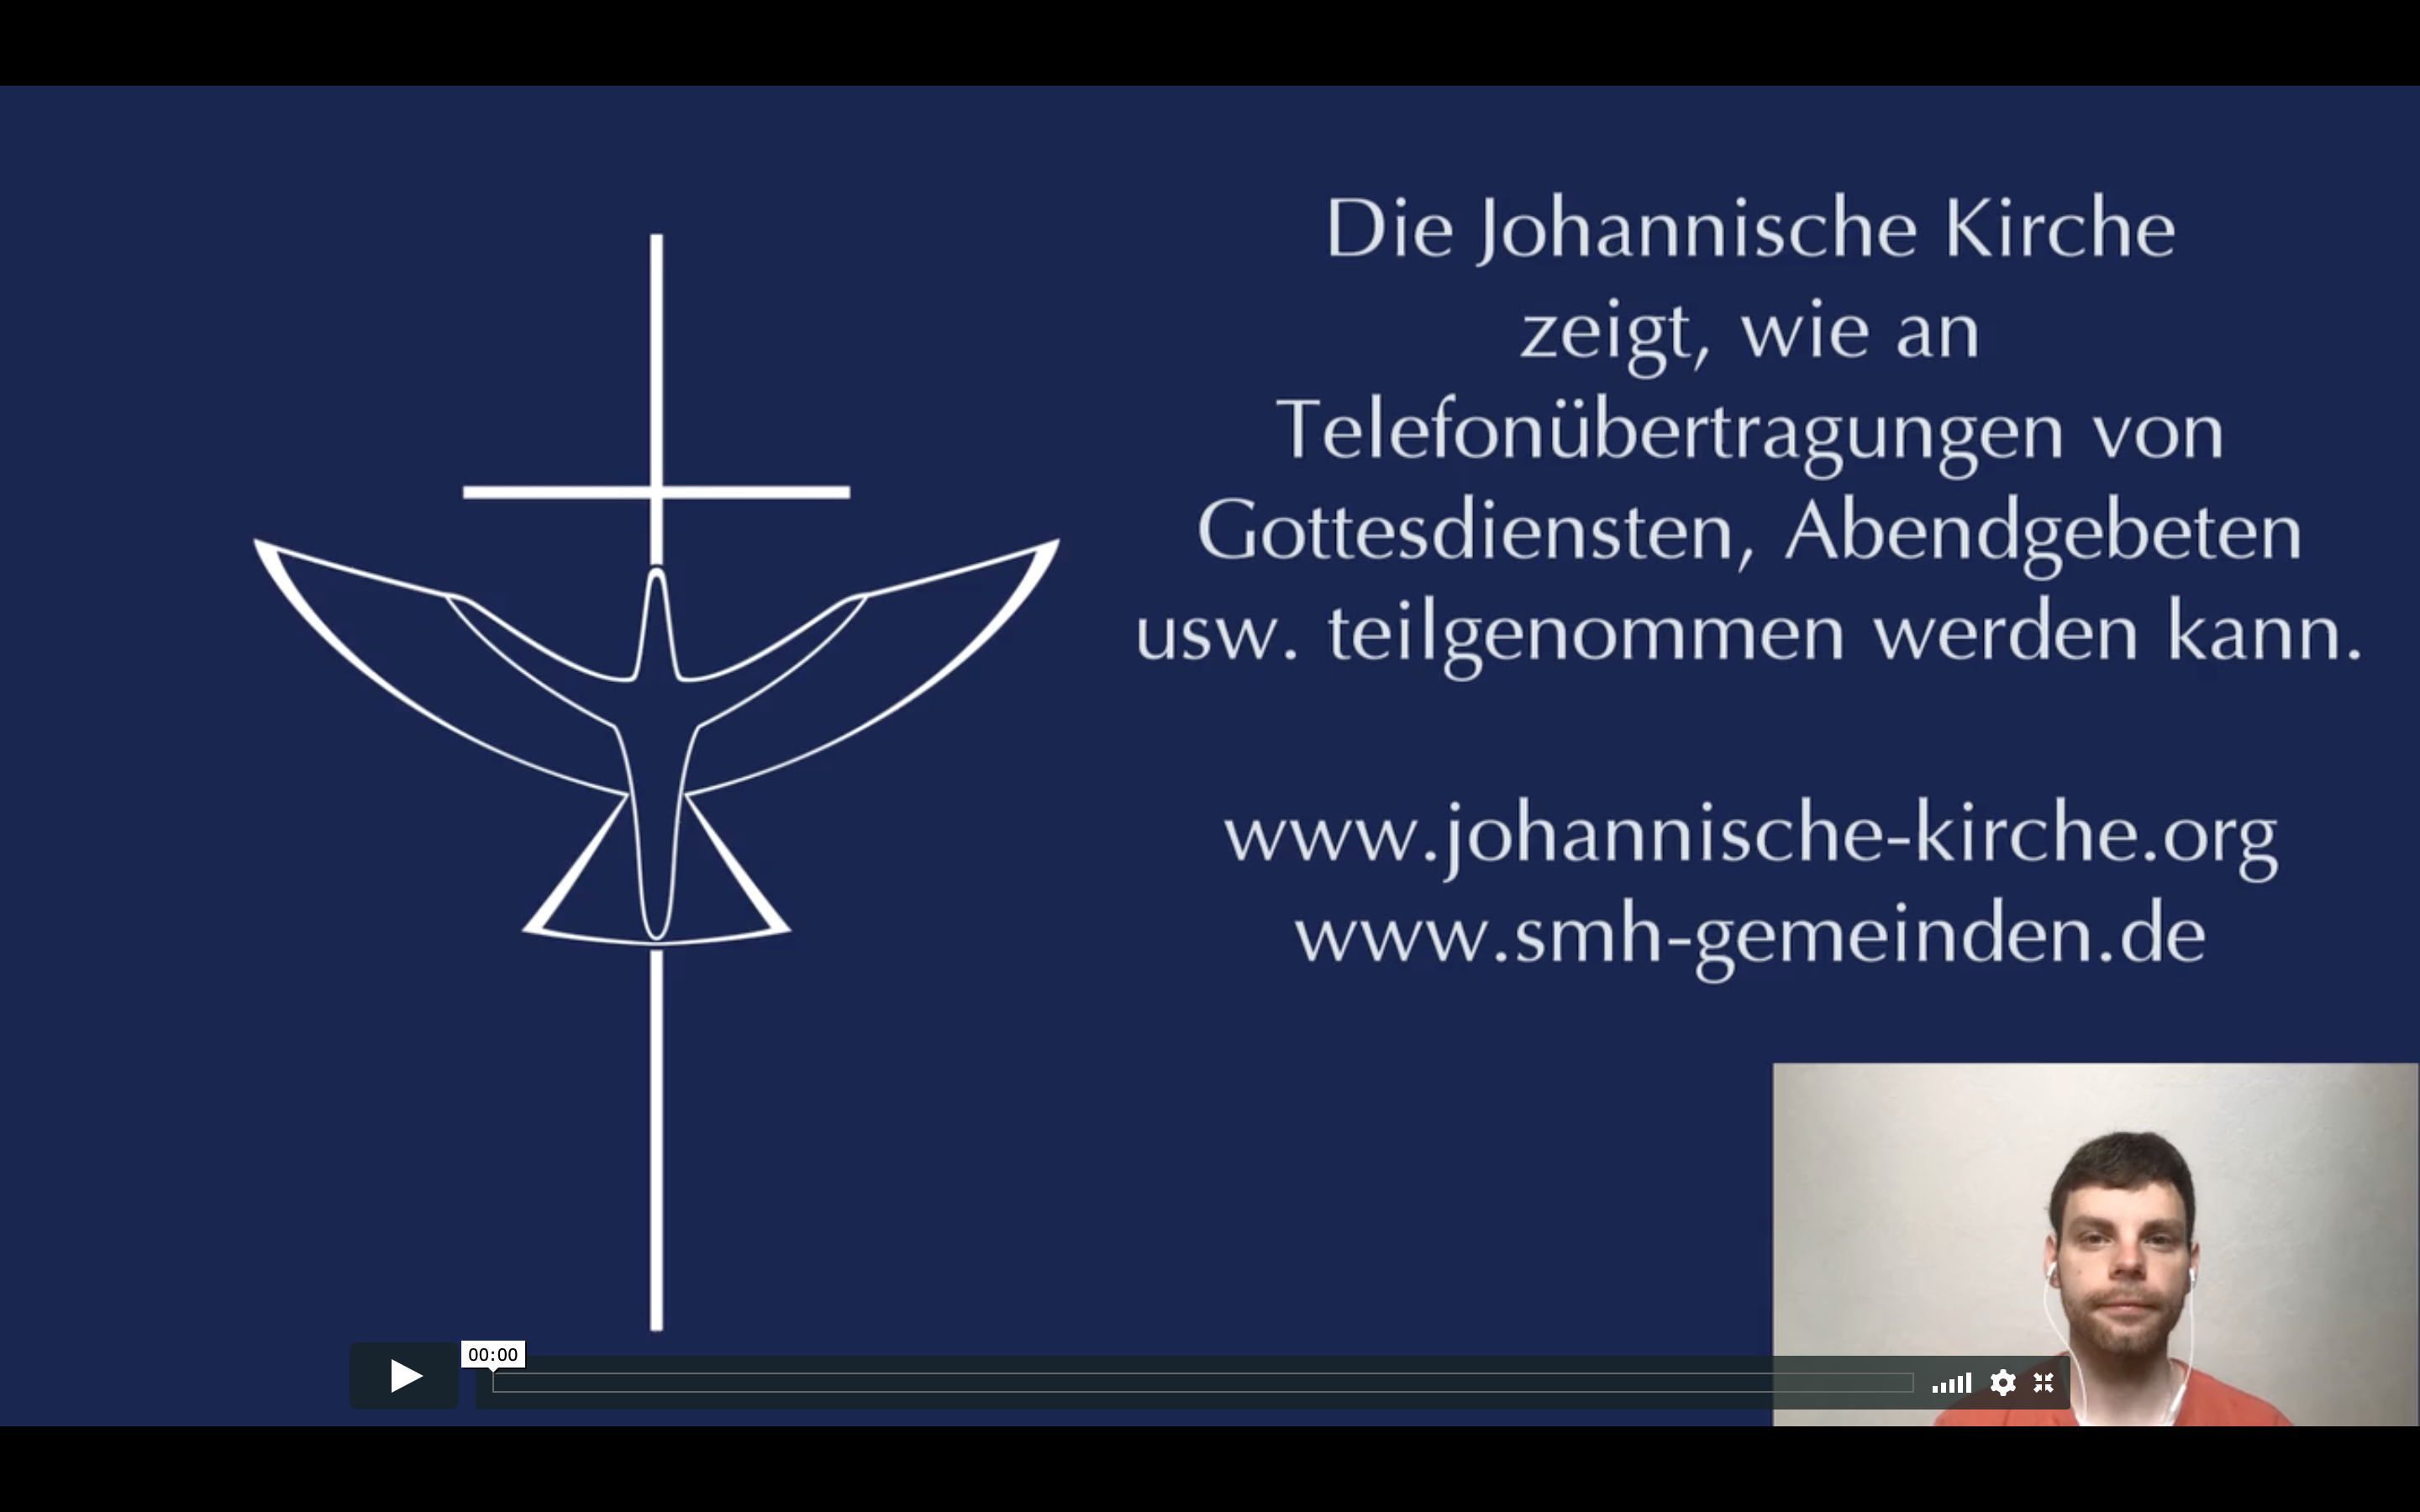 Die Johannische Kirche
zeigt, wie an
Telefonübertragungen von
Gottesdiensten, Abendgebeten
usw. teilgenommen werden kann.
www.johannische-kirche.org
www.smh-gemeinden.de
00:00